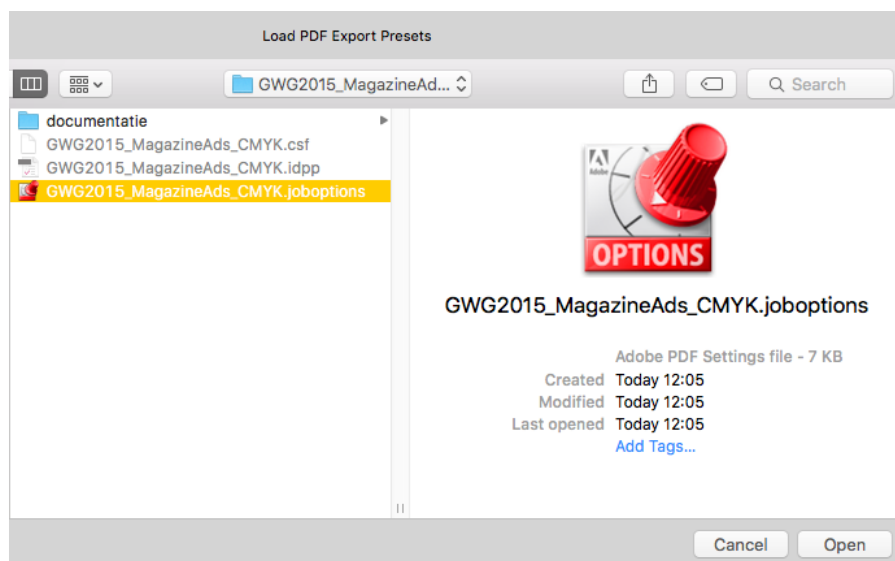 Load PDF Export Presets
GWG2015_MagazineAd...
Search
documentatie
GWG2015_MagazineAds_CMYK.csf
GWG2015_MagazineAds_CMYK.idpp
GWG2015_MagazineAds_CMYK.joboptions
Adobe
OPTIONS
GWG2015_MagazineAds_CMYK.joboptions
Adobe PDF Settings file - 7 KB
Created Today 12:05
Modified Today 12:05
Last opened Today 12:05
Add Tags...
Cancel Open